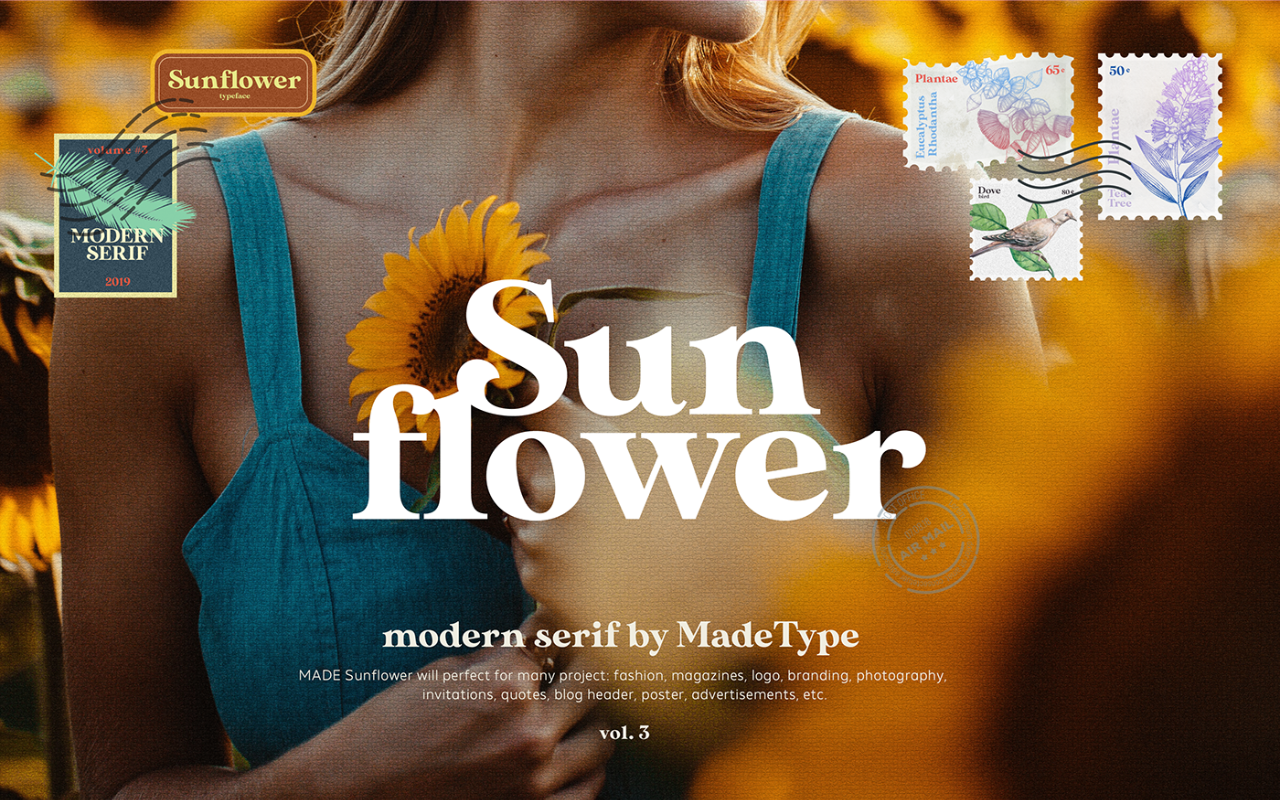 Sunflower
typeface
volume #3
MODERN
SERIF
2019
Plantae
65 ¢
Eucalyptus
Rhodantha
50 ¢
Plantae
Tea
Tree
Dove
bird
80 ¢
Sun
flower
AIR MAIL
modern serif by MadeType
MADE Sunflower will perfect for many project: fashion, magazines, logo, branding, photography,
invitations, quotes, blog header, poster, advertisements, etc.
vol. 3